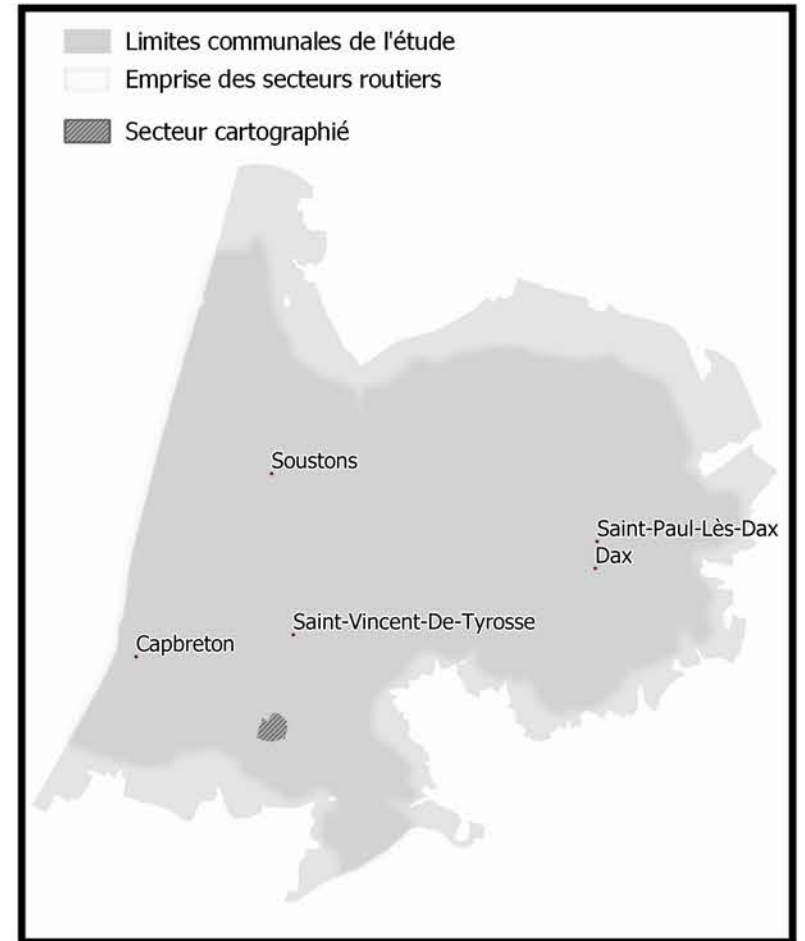 Limites communales de l'étude
Emprise des secteurs routiers
Secteur cartographié
Soustons
Saint-Paul-Lès-Dax
Dax
Saint-Vincent-De-Tyrosse
Capbreton